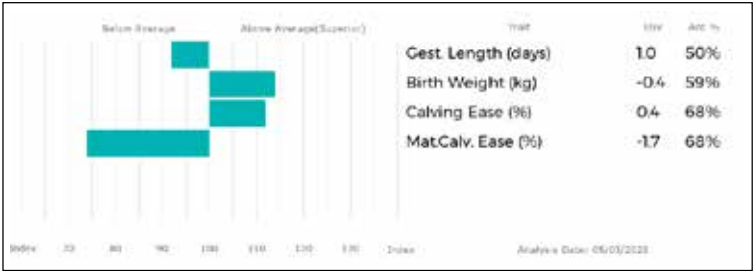 Below Average Above Average(Superior) Trait EBV Acc %
Gest. Length (days) 1.0 50%
Birth Weight (kg) -0.4 59%
Calving Ease (%) 0.4 68%
Mat.Calv. Ease (%) -1.7 68%
Index 70 80 90 100 110 120 130 Index Analysis Date: